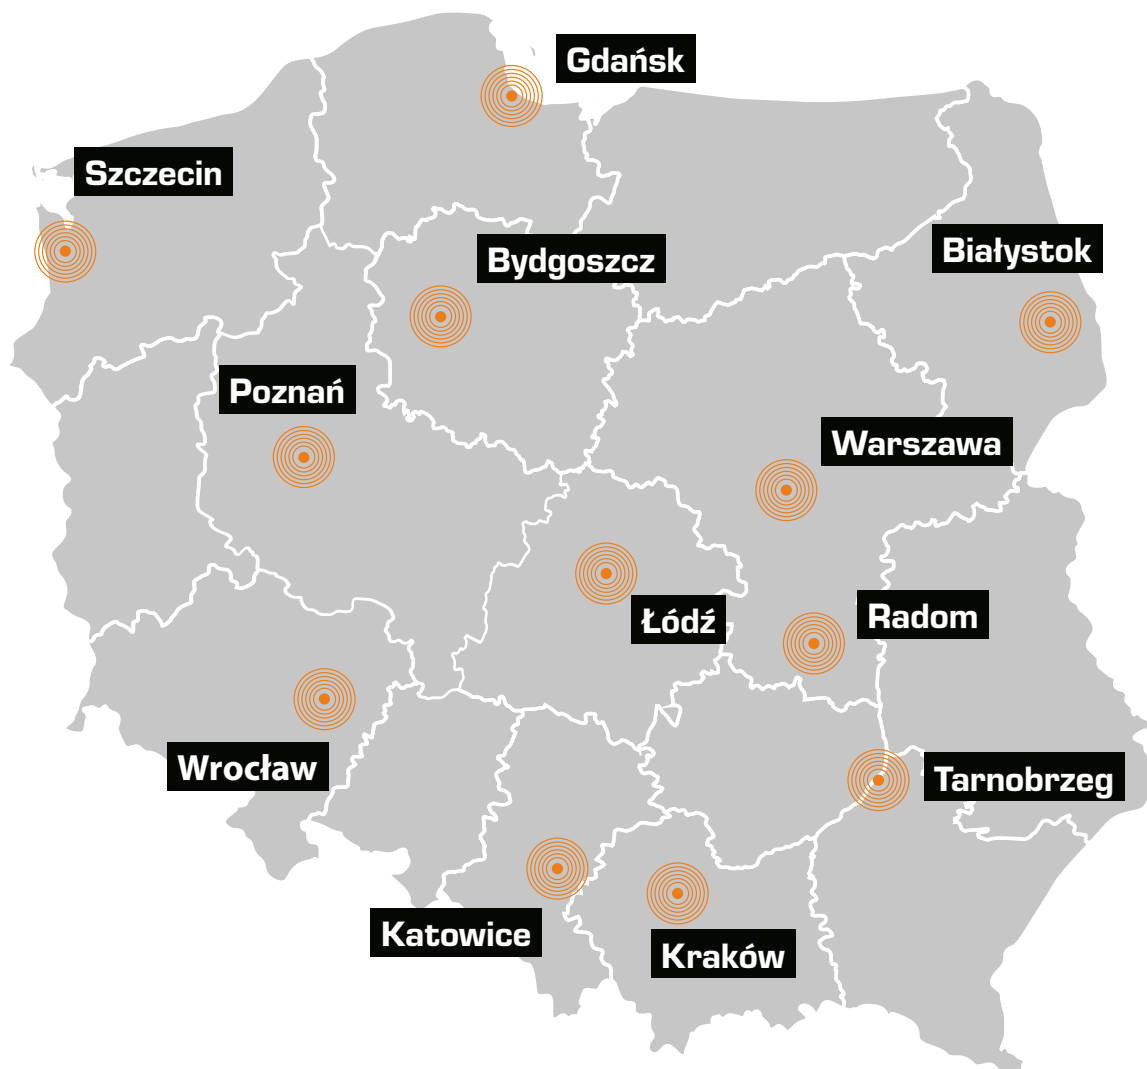 Gdańsk
Szczecin
Białystok
Bydgoszcz
Poznań
Warszawa
Łódź
Radom
Wrocław
Tarnobrzeg
Katowice
Kraków